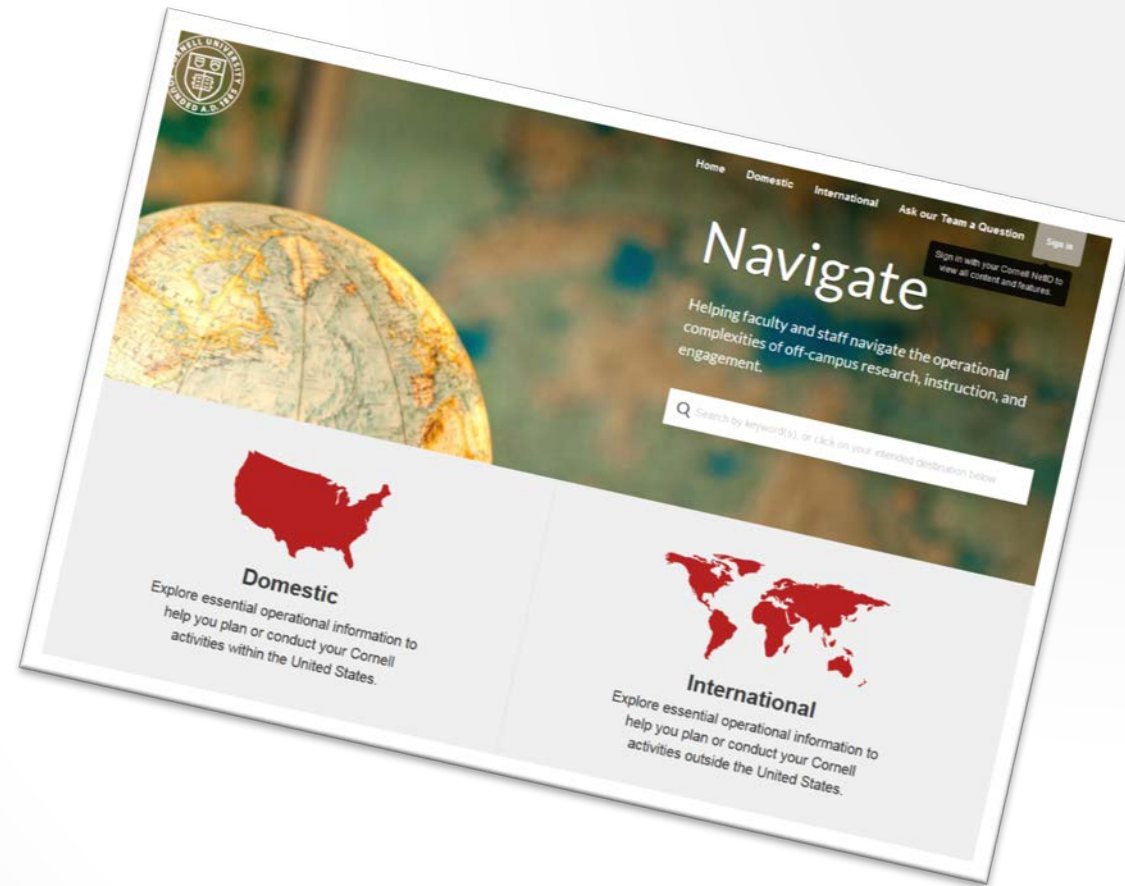 CORNELL UNIVERSITY
FOUNDED A.D. 1865
Home Domestic International Ask our Team a Question Sign in
Sign in with your Cornell NetID to
view all content and features.
Navigate
Helping faculty and staff navigate the operational
complexities of off-campus research, instruction, and
engagement.
Search by keyword(s), or click on your intended destination below
Domestic
Explore essential operational information to
help you plan or conduct your Cornell
activities within the United States.
International
Explore essential operational information to
help you plan or conduct your Cornell
activities outside the United States.